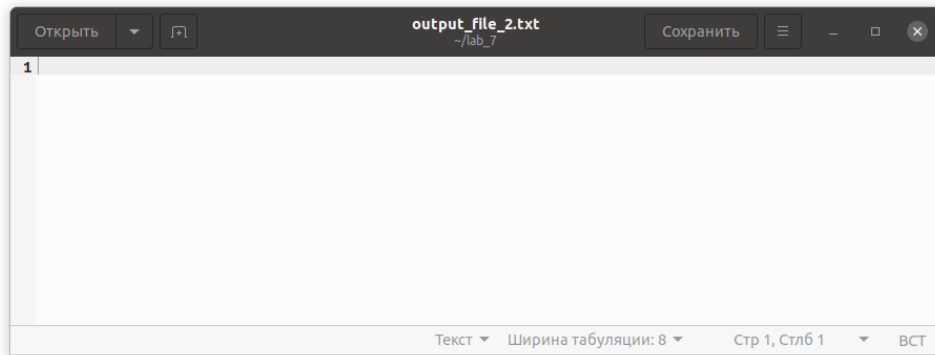 Открыть
output_file_2.txt
~/lab_7
Сохранить
1
Текст Ширина табуляции: 8 Стр 1, Стлб 1 ВСТ